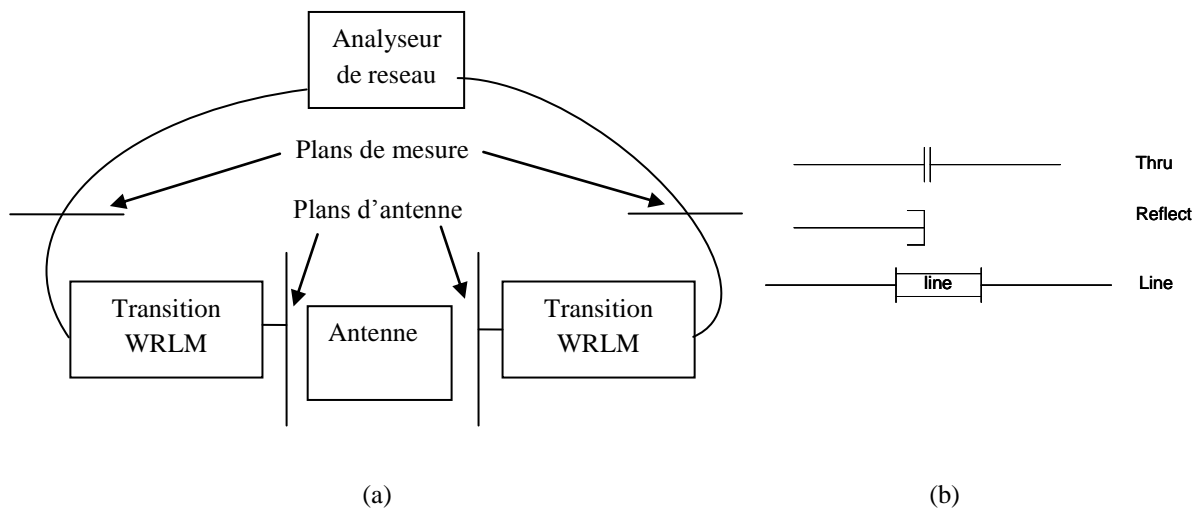 Analyseur
de reseau
Plans de mesure
Plans d'antenne
Transition
WRLM
Antenne
Transition
WRLM
(a)
Thru
Reflect
line
Line
(b)